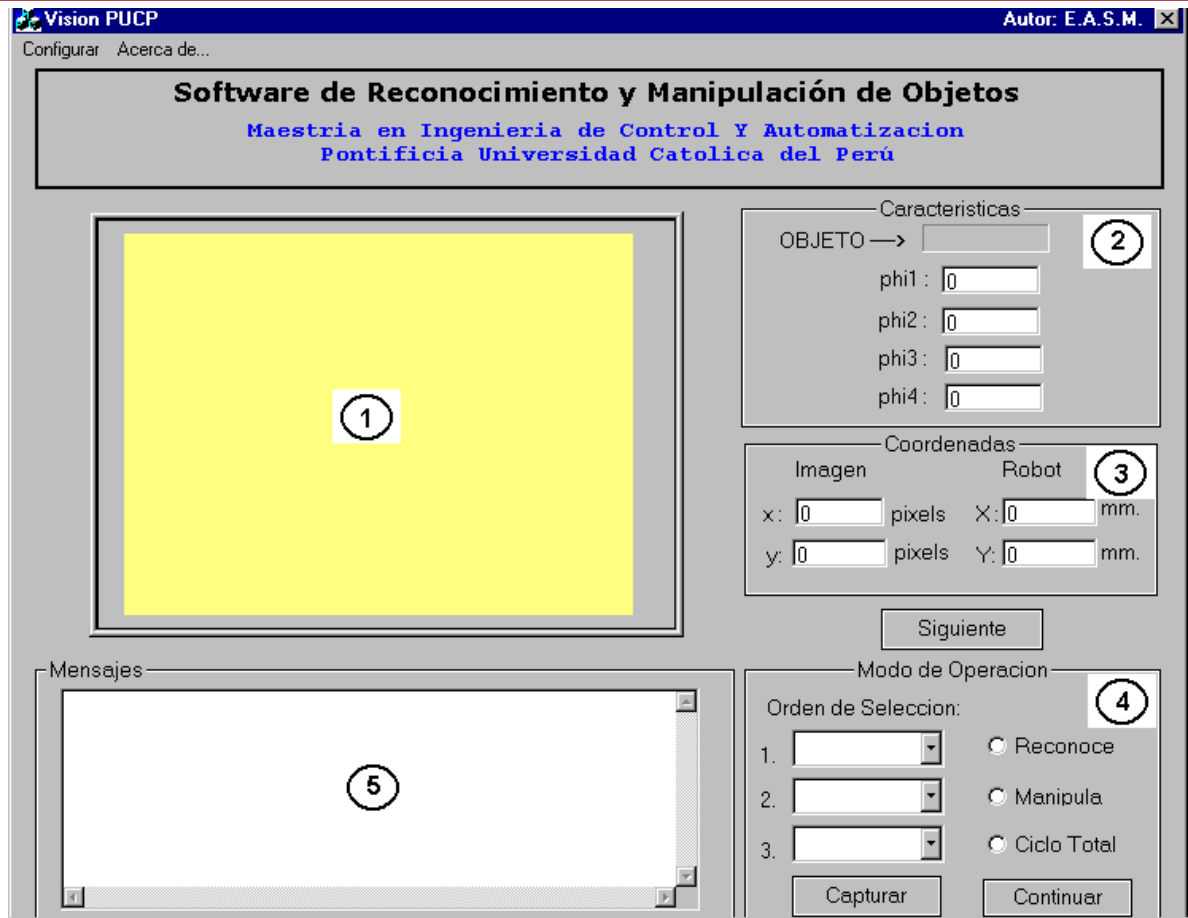 Vision PUCP Autor: E.A.S.M.
Configurar Acerca de...
Software de Reconocimiento y Manipulación de Objetos
Maestria en Ingenieria de Control Y Automatizacion
Pontificia Universidad Catolica del Perú
1
Caracteristicas
OBJETO 2
phi1 : 0
phi2 : 0
phi3 : 0
phi4 : 0
Coordenadas
Imagen Robot 3
x: 0 pixels X: 0 mm.
y: 0 pixels Y: 0 mm.
Siguiente
Mensajes
5
Modo de Operacion
Orden de Seleccion: 4
1. Reconoce
2. Manipula
3. Ciclo Total
Capturar Continuar